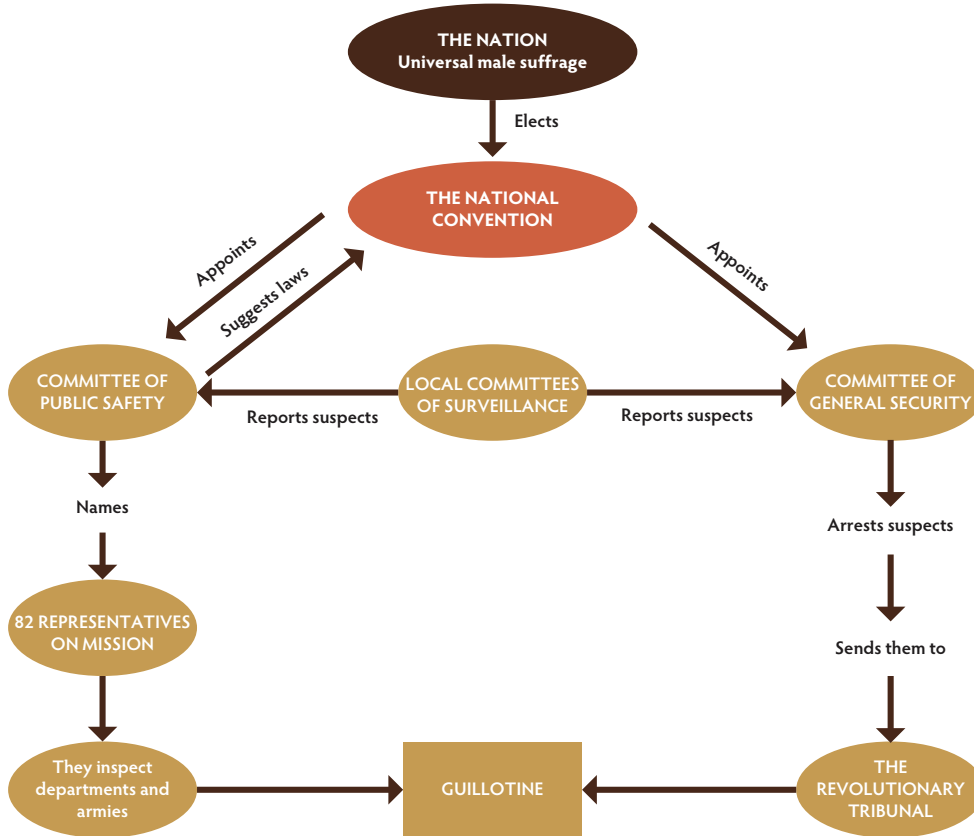 THE NATION
Universal male suffrage
Elects
THE NATIONAL
CONVENTION
Appoints
Suggests laws
Appoints
COMMITTEE OF
PUBLIC SAFETY
Reports suspects
LOCAL COMMITTEES
OF SURVEILLANCE
Reports suspects
COMMITTEE OF
GENERAL SECURITY
Names
Arrests suspects
82 REPRESENTATIVES
ON MISSION
Sends them to
They inspect
departments and
armies
GUILLOTINE
THE
REVOLUTIONARY
TRIBUNAL